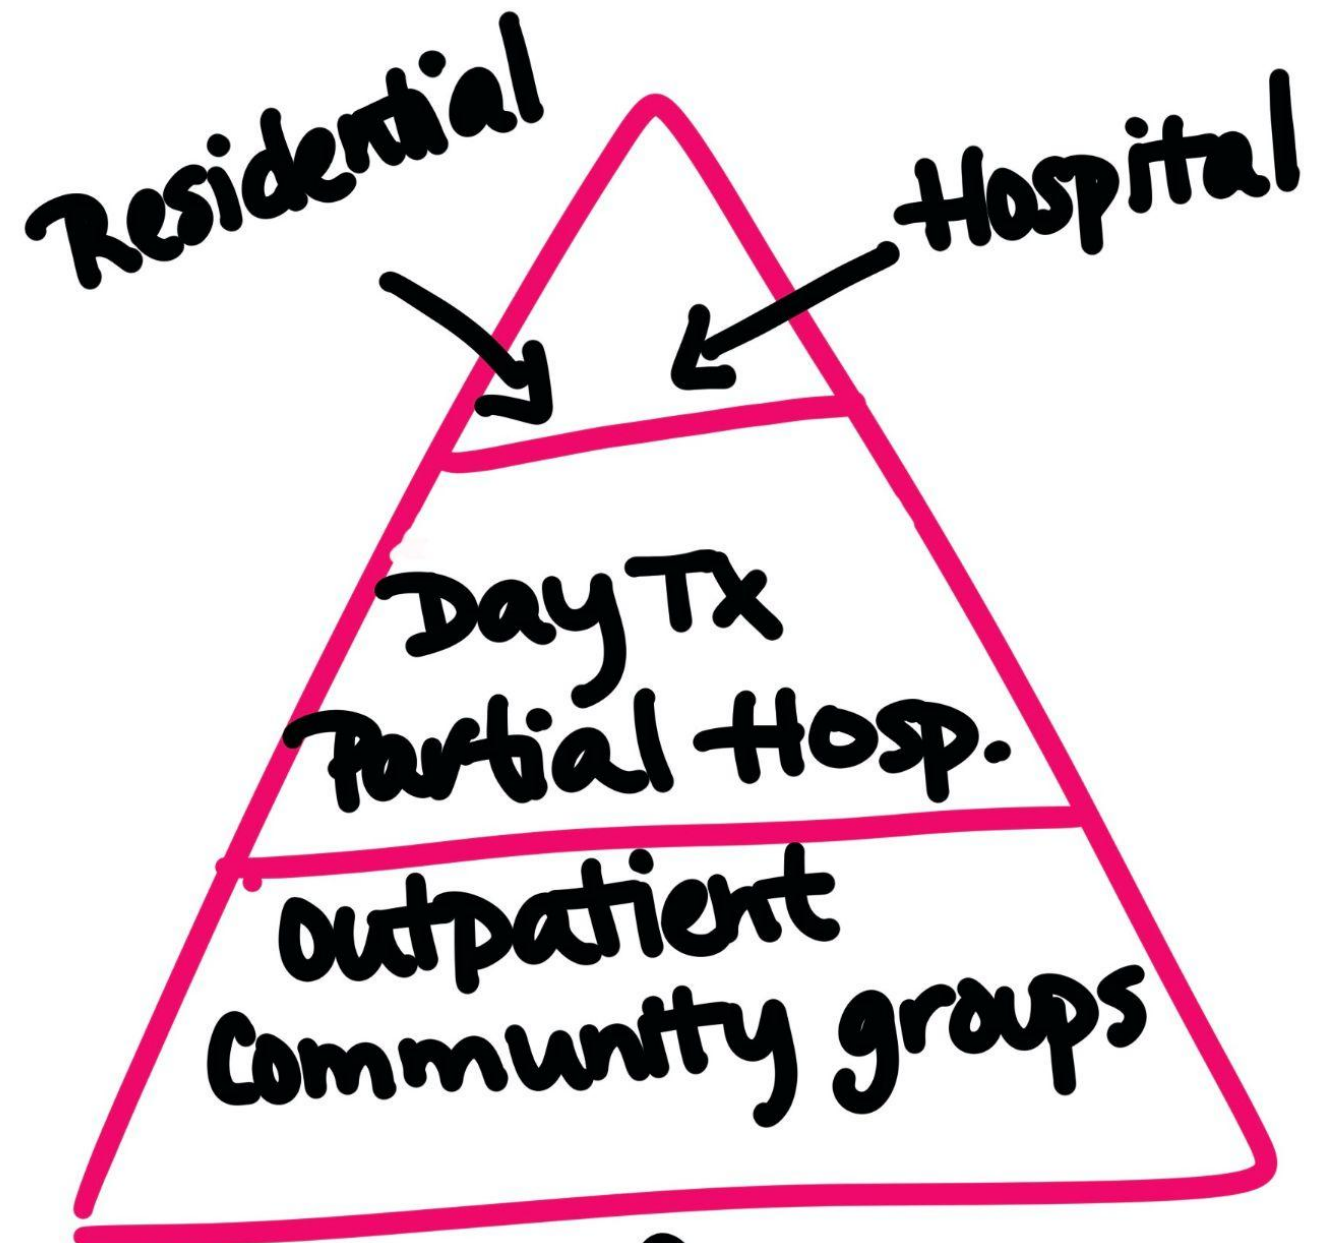 Residential
Hospital
Day Tx
Partial Hosp.
Outpatient
Community groups